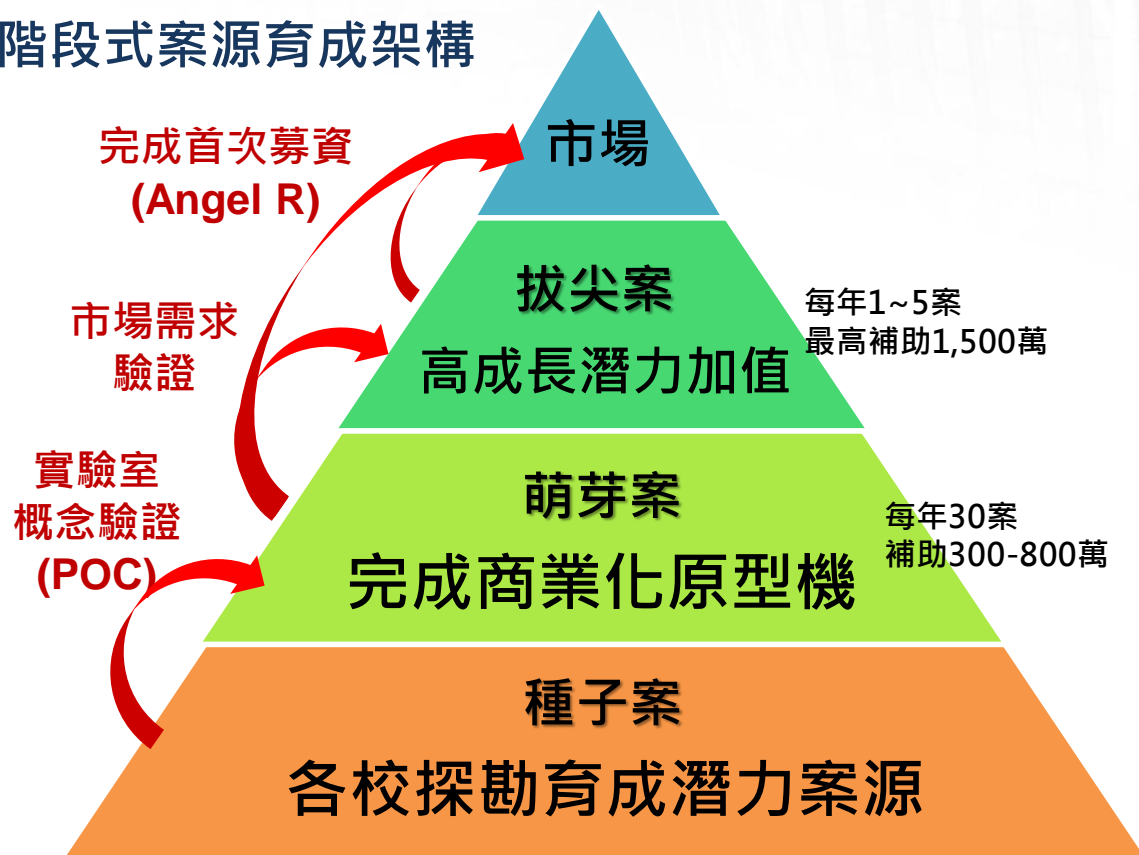 階段式案源育成架構
市場
完成首次募資
(Angel R)
拔尖案
高成長潛力加值
每年1~5案
最高補助1,500萬
市場需求
驗證
萌芽案
完成商業化原型機
每年30案
補助300-800萬
實驗室
概念驗證
(POC)
種子案
各校探勘育成潛力案源